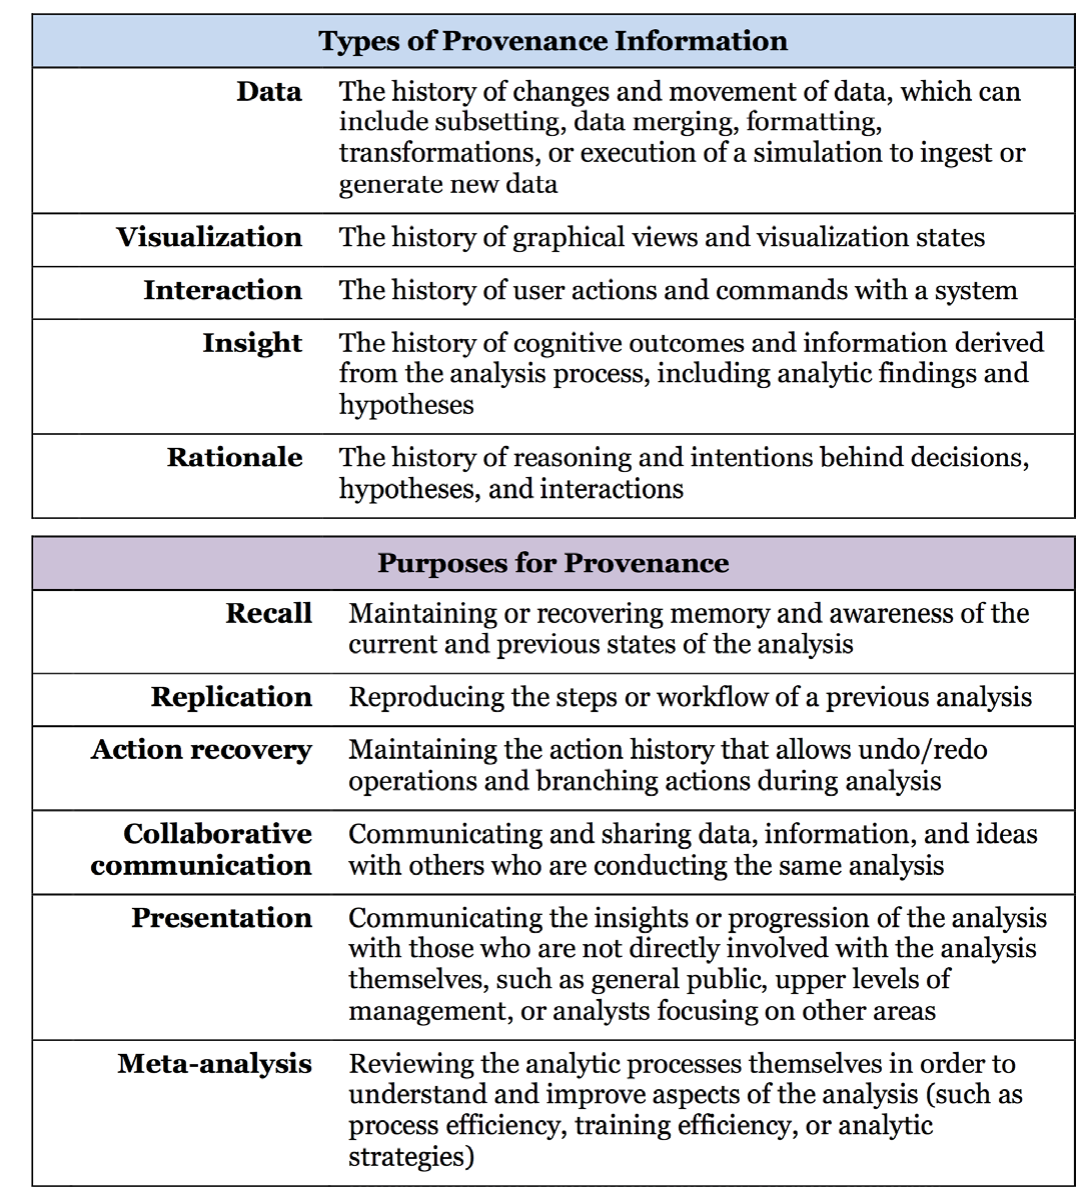 Types of Provenance Information
Data The history of changes and movement of data, which can
include subsetting, data merging, formatting,
transformations, or execution of a simulation to ingest or
generate new data
Visualization The history of graphical views and visualization states
Interaction The history of user actions and commands with a system
Insight The history of cognitive outcomes and information derived
from the analysis process, including analytic findings and
hypotheses
Rationale The history of reasoning and intentions behind decisions,
hypotheses, and interactions
Purposes for Provenance
Recall Maintaining or recovering memory and awareness of the
current and previous states of the analysis
Replication Reproducing the steps or workflow of a previous analysis
Action recovery Maintaining the action history that allows undo/redo
operations and branching actions during analysis
Collaborative Communicating and sharing data, information, and ideas
communication with others who are conducting the same analysis
Presentation Communicating the insights or progression of the analysis
with those who are not directly involved with the analysis
themselves, such as general public, upper levels of
management, or analysts focusing on other areas
Meta-analysis Reviewing the analytic processes themselves in order to
understand and improve aspects of the analysis (such as
process efficiency, training efficiency, or analytic
strategies)